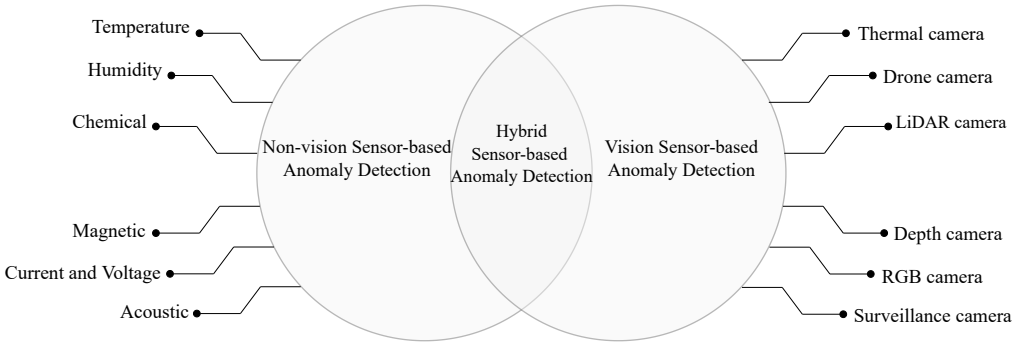 Temperature
Humidity
Chemical
Magnetic
Current and Voltage
Acoustic
Non-vision Sensor-based
Anomaly Detection
Hybrid
Sensor-based
Anomaly Detection
Vision Sensor-based
Anomaly Detection
Thermal camera
Drone camera
LiDAR camera
Depth camera
RGB camera
Surveillance camera